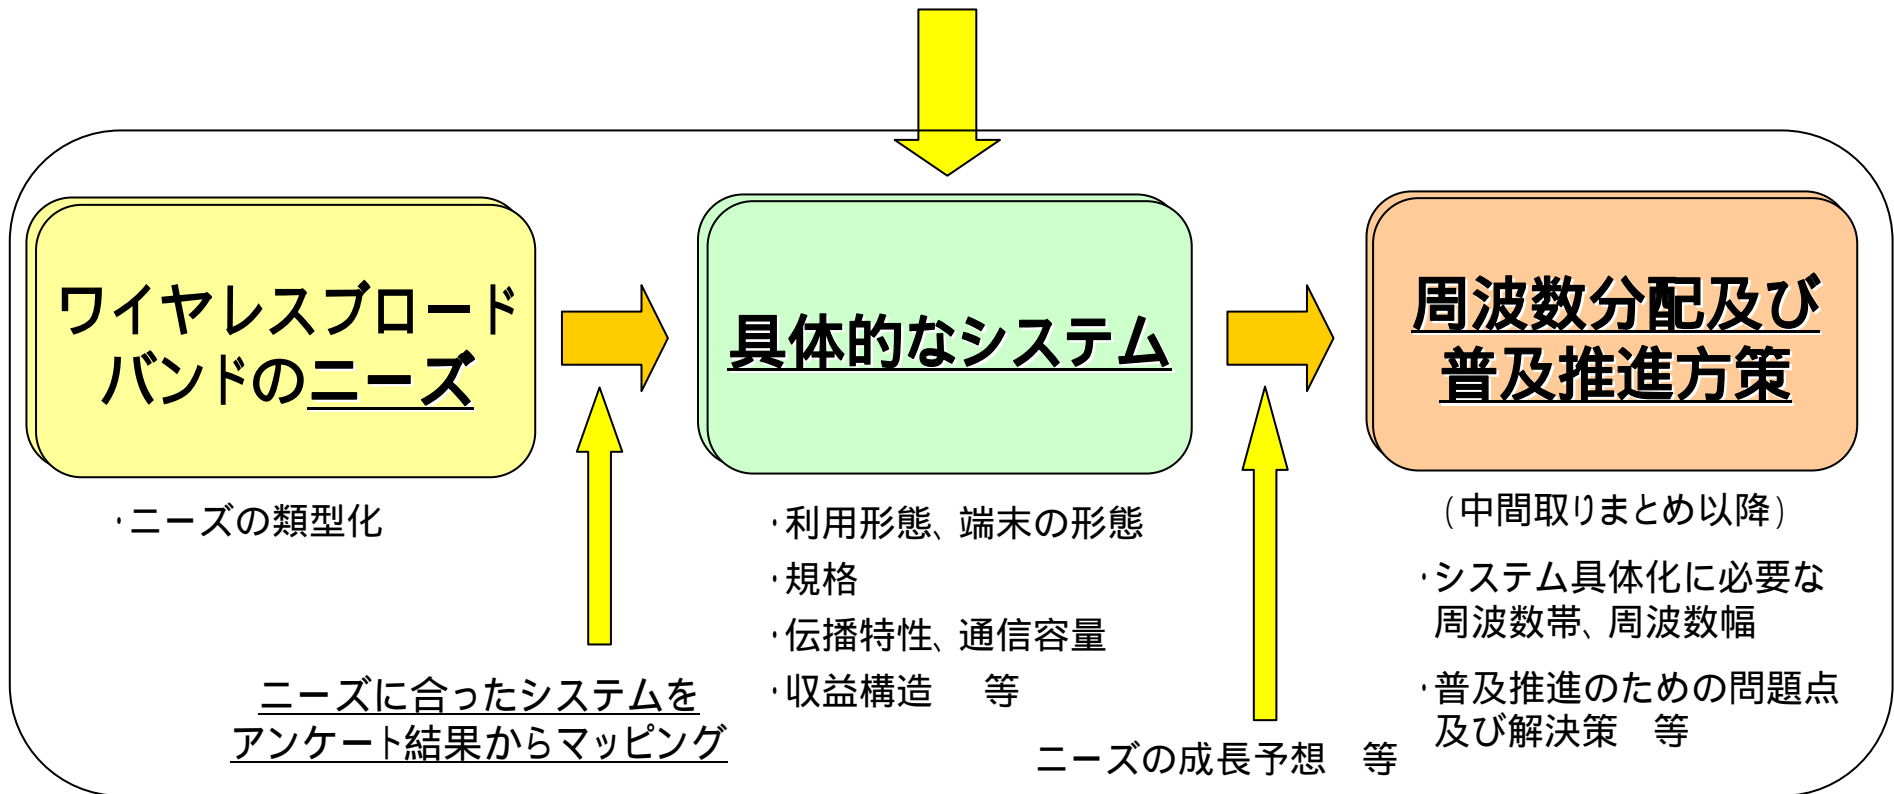 ワイヤレスブロード
バンドのニーズ
・ニーズの類型化
ニーズに合ったシステムを
アンケート結果からマッピング
具体的なシステム
・利用形態、端末の形態
・規格
・伝播特性、通信容量
・収益構造　等
ニーズの成長予想　等
周波数分配及び
普及推進方策
(中間取りまとめ以降)
・システム具体化に必要な
周波数帯、周波数幅
・普及推進のための問題点
及び解決策　等